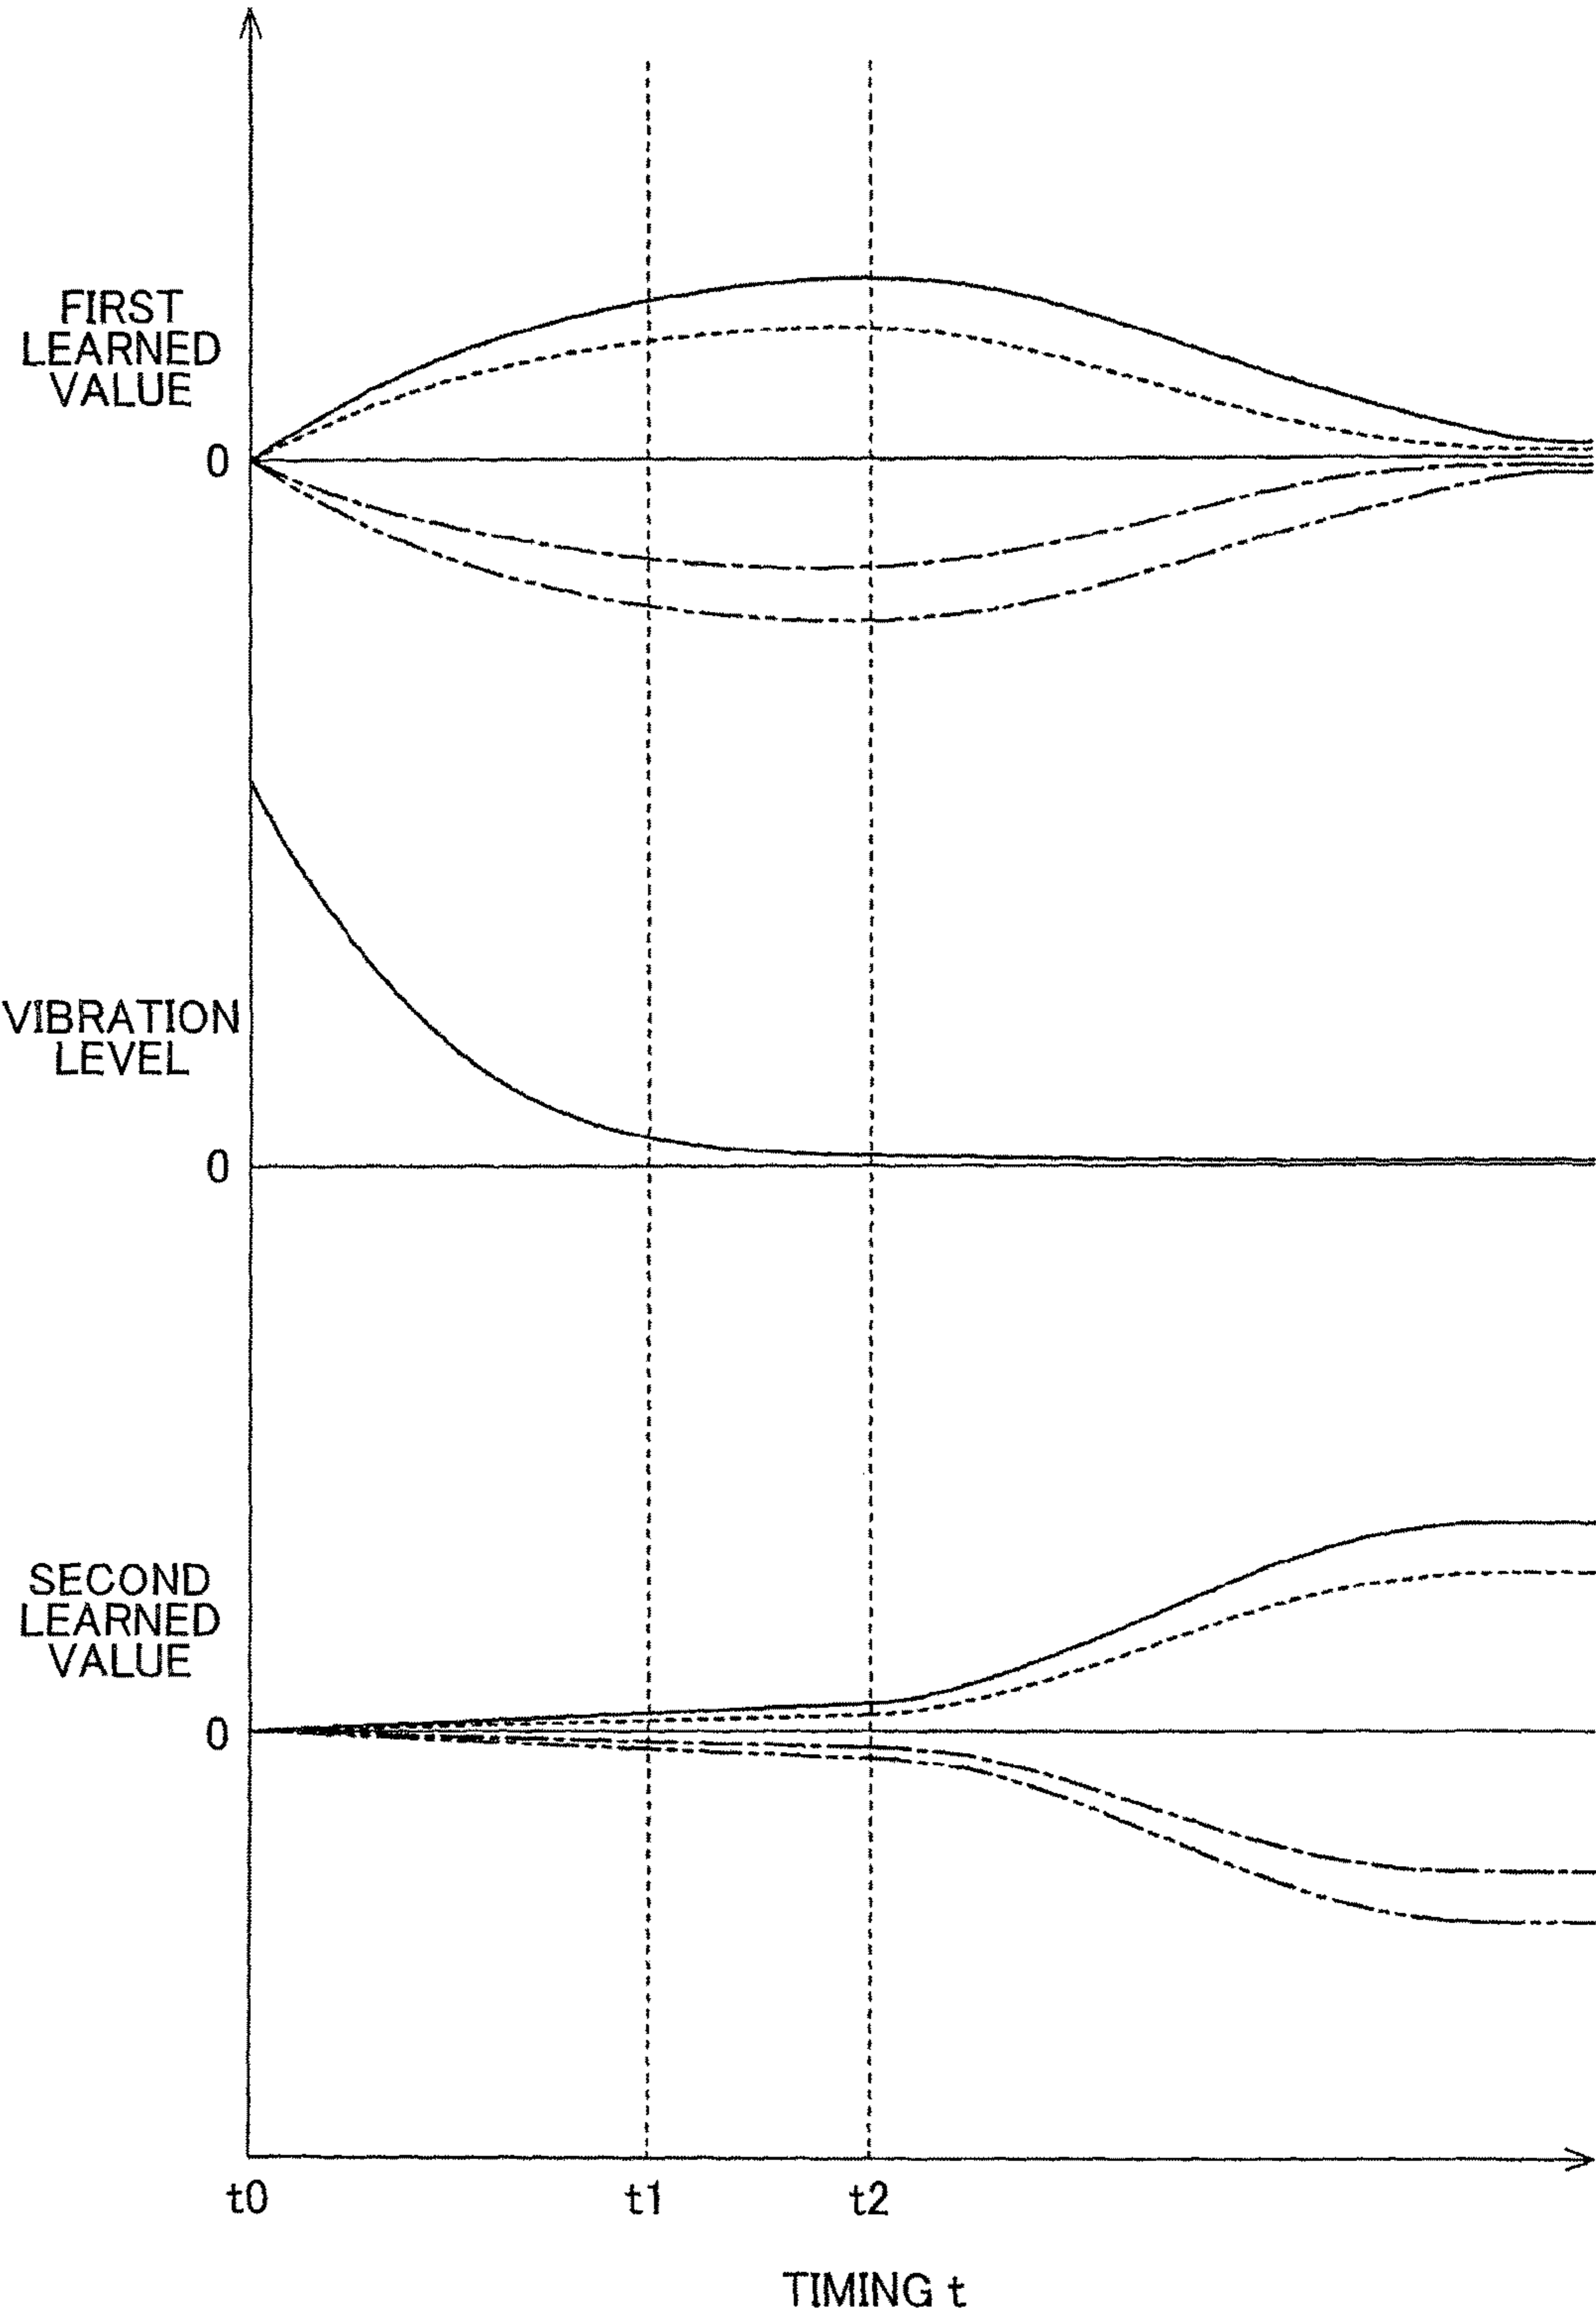 FIRST
LEARNED
VALUE
0
VIBRATION
LEVEL
0
SECOND
LEARNED
VALUE
0
t0
t1
t2
TIMING t